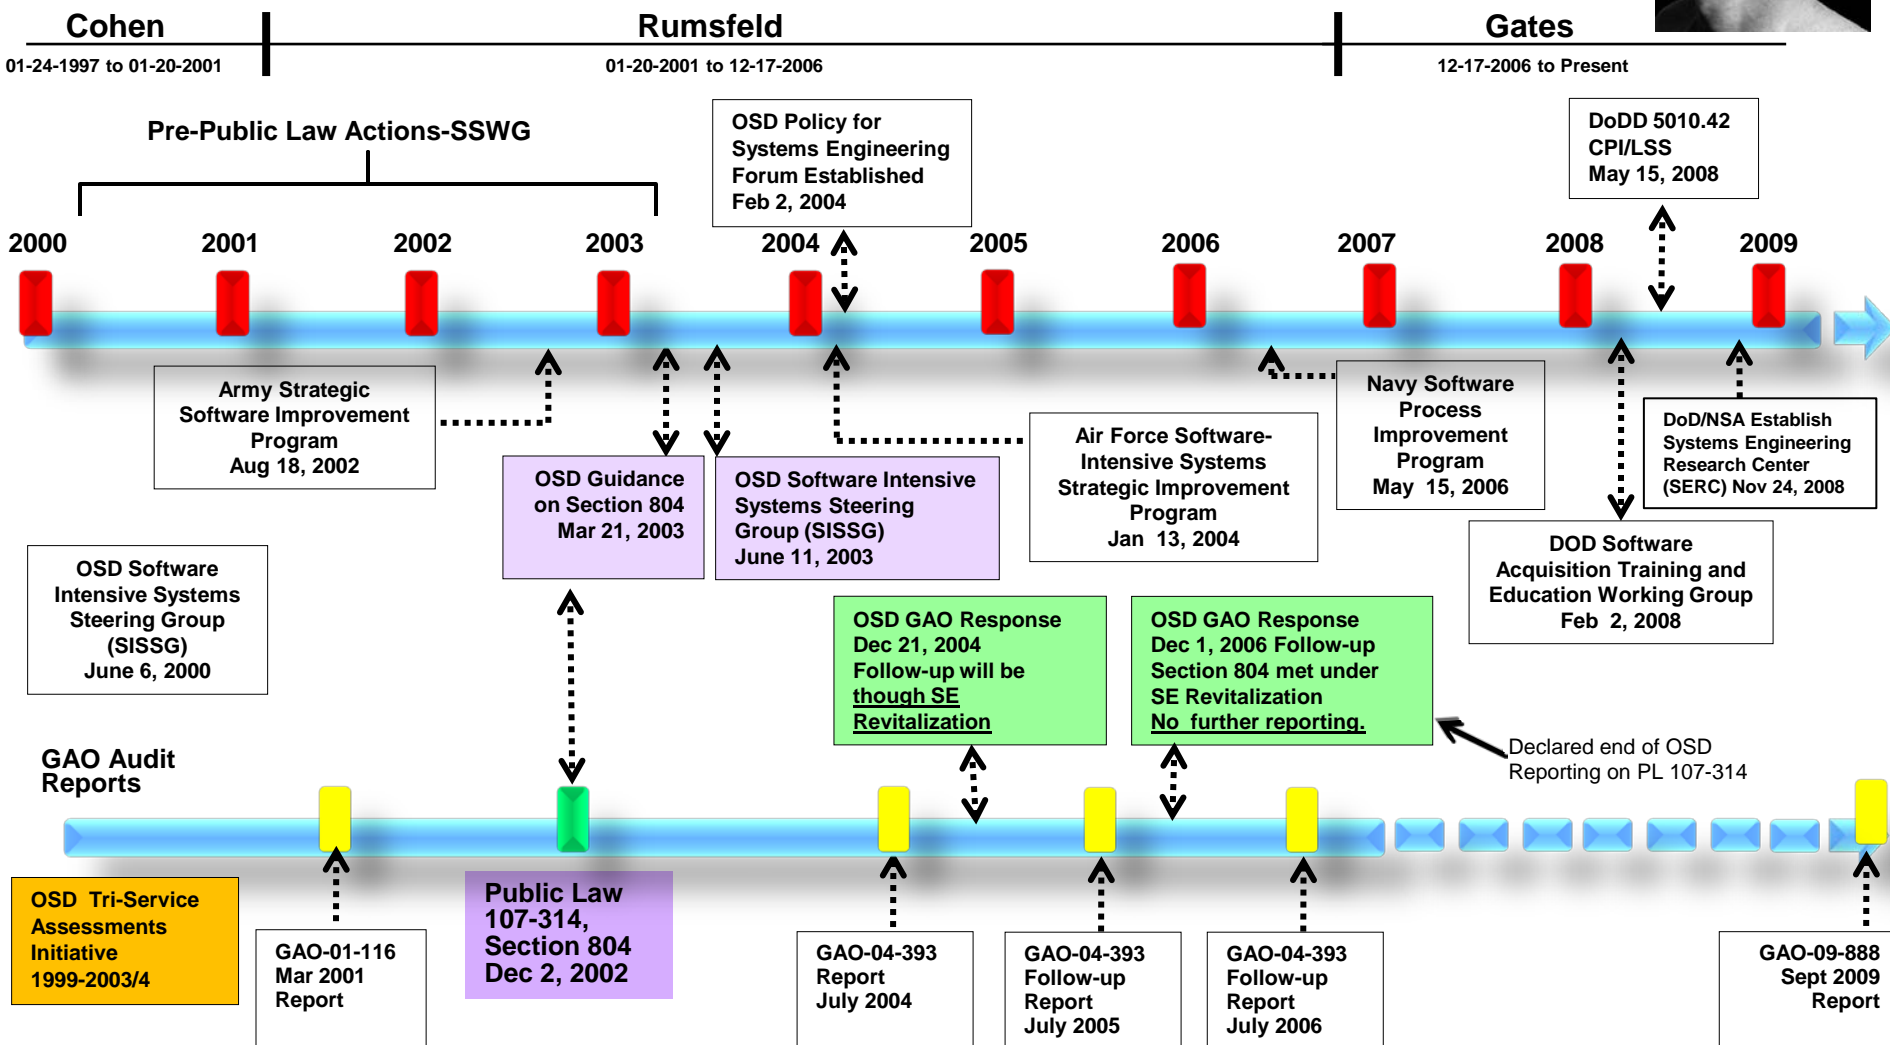 Cohen
Rumsfeld
Gates
01-24-1997 to 01-20-2001
01-20-2001 to 12-17-2006
12-17-2006 to Present
Pre-Public Law Actions-SSWG
OSD Policy for
Systems Engineering
Forum Established
Feb 2, 2004
DoDD 5010.42
CPI/LSS
May 15, 2008
2000
2001
2002
2003
2004
2005
2006
2007
2008
2009
Army Strategic
Software Improvement
Program
Aug 18, 2002
OSD Guidance
on Section 804
Mar 21, 2003
OSD Software Intensive
Systems Steering
Group (SISSG)
June 11, 2003
Air Force Software-
Intensive Systems
Strategic Improvement
Program
Jan 13, 2004
Navy Software
Process
Improvement
Program
May 15, 2006
DoD/NSA Establish
Systems Engineering
Research Center
(SERC) Nov 24, 2008
DOD Software
Acquisition Training and
Education Working Group
Feb 2, 2008
OSD Software
Intensive Systems
Steering Group
(SISSG)
June 6, 2000
OSD GAO Response
Dec 21, 2004
Follow-up will be
though SE
Revitalization
OSD GAO Response
Dec 1, 2006 Follow-up
Section 804 met under
SE Revitalization
No further reporting.
Declared end of OSD
Reporting on PL 107-314
GAO Audit
Reports
OSD Tri-Service
Assessments
Initiative
1999-2003/4
GAO-01-116
Mar 2001
Report
Public Law
107-314,
Section 804
Dec 2, 2002
GAO-04-393
Report
July 2004
GAO-04-393
Follow-up
Report
July 2005
GAO-04-393
Follow-up
Report
July 2006
GAO-09-888
Sept 2009
Report